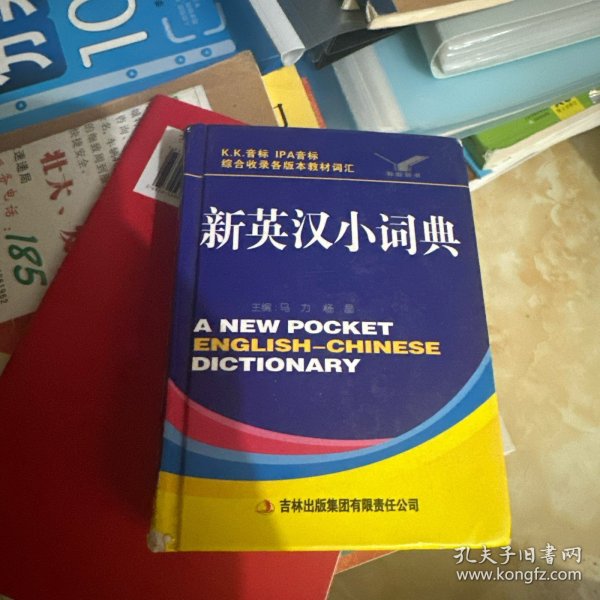 K.K.音标 IPA音标
综合收录各版本教材词汇
新英汉小词典
主编 马 力 杨 晶
A NEW POCKET
ENGLISH–CHINESE
DICTIONARY
吉林出版集团有限责任公司
185
孔夫子旧书网
www.kongfz.com